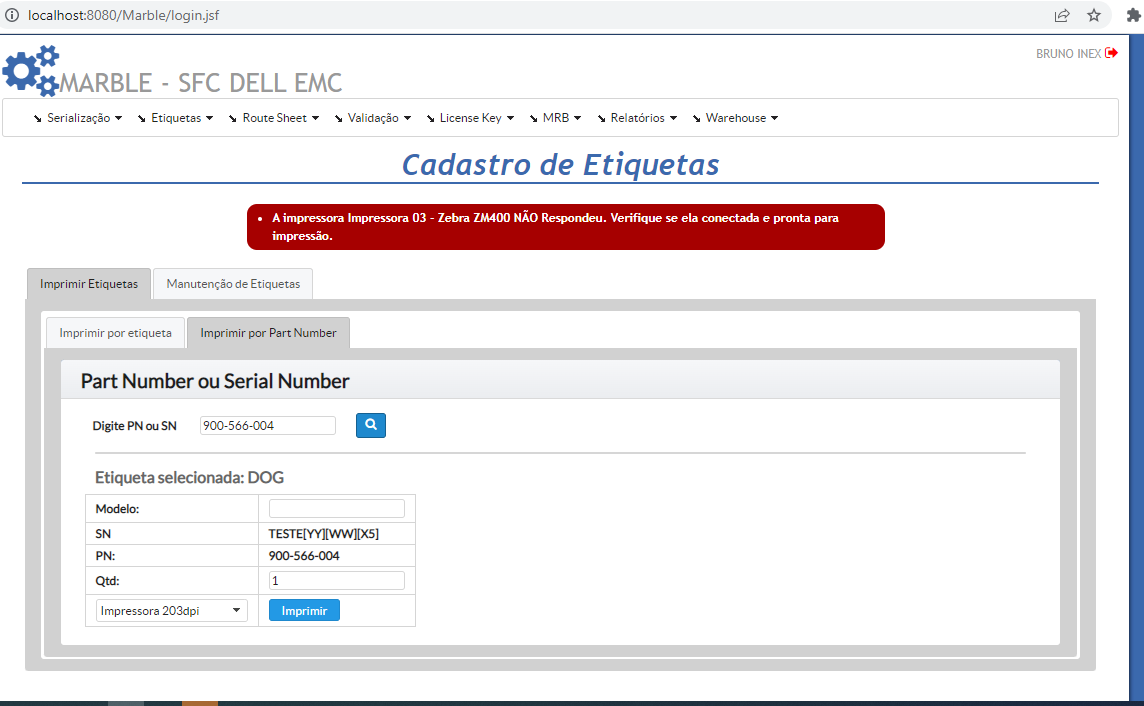 localhost:8080/Marble/login.jsf
BRUNO INEX
MARBLE - SFC DELL EMC
Serialização Etiquetas Route Sheet Validação License Key MRB Relatórios Warehouse
Cadastro de Etiquetas
A impressora Impressora 03 - Zebra ZM400 NÃO Respondeu. Verifique se ela conectada e pronta para
impressão.
Imprimir Etiquetas Manutenção de Etiquetas
Imprimir por etiqueta Imprimir por Part Number
Part Number ou Serial Number
Digite PN ou SN 900-566-004
Etiqueta selecionada: DOG
Modelo:
SN TESTE[YY][WW][X5]
PN: 900-566-004
Qtd: 1
Impressora 203dpi Imprimir